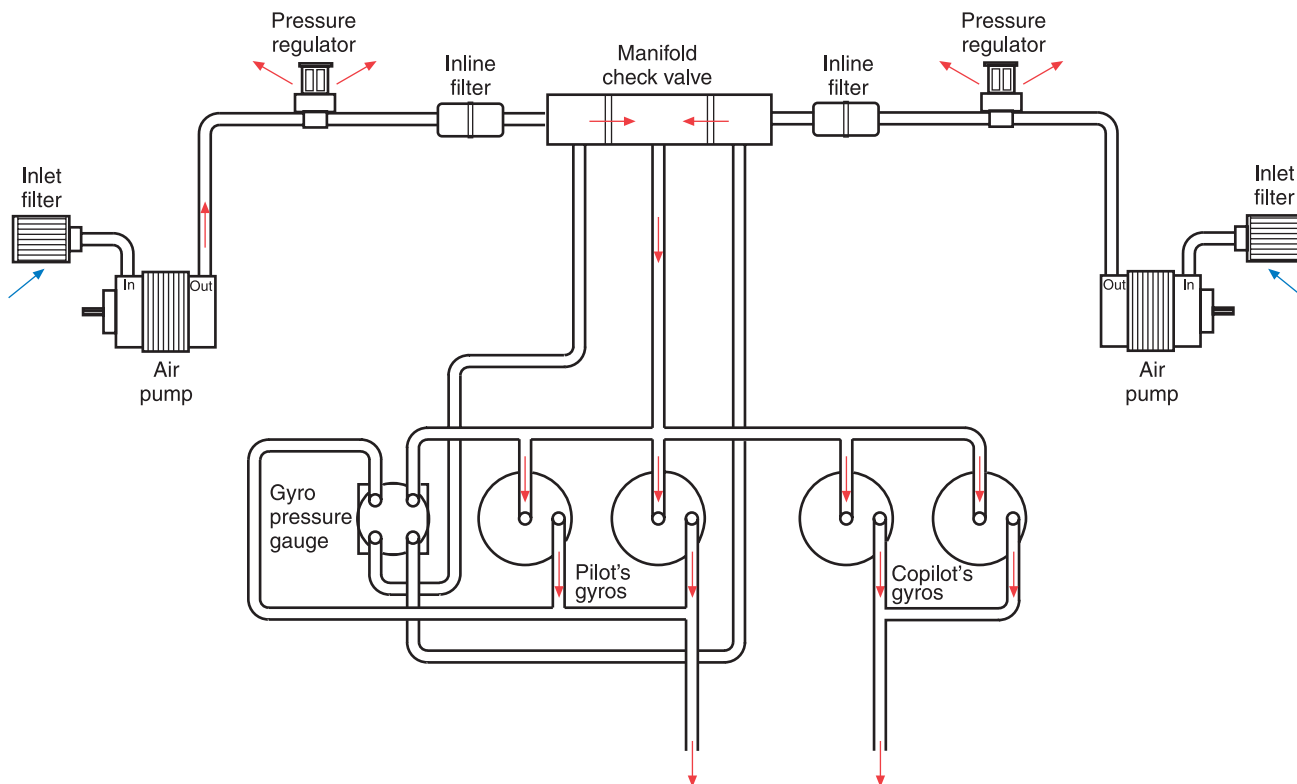 Pressure
regulator
Inline
filter
Manifold
check valve
Inline
filter
Pressure
regulator
Inlet
filter
Inlet
filter
In
Out
Out
In
Air
pump
Air
pump
Gyro
pressure
gauge
Pilot's
gyros
Copilot's
gyros